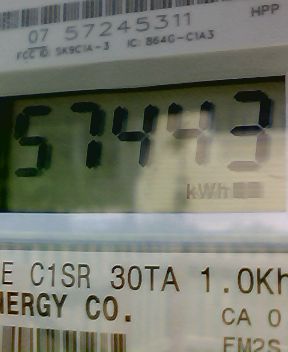 07 57245311
HPP
FCC ID: SK9C1A-3 IC: 864G-C1A3
57443
kWh
E C1SR 30TA 1.0Kh
NERGY CO.
CA 0
FM2S